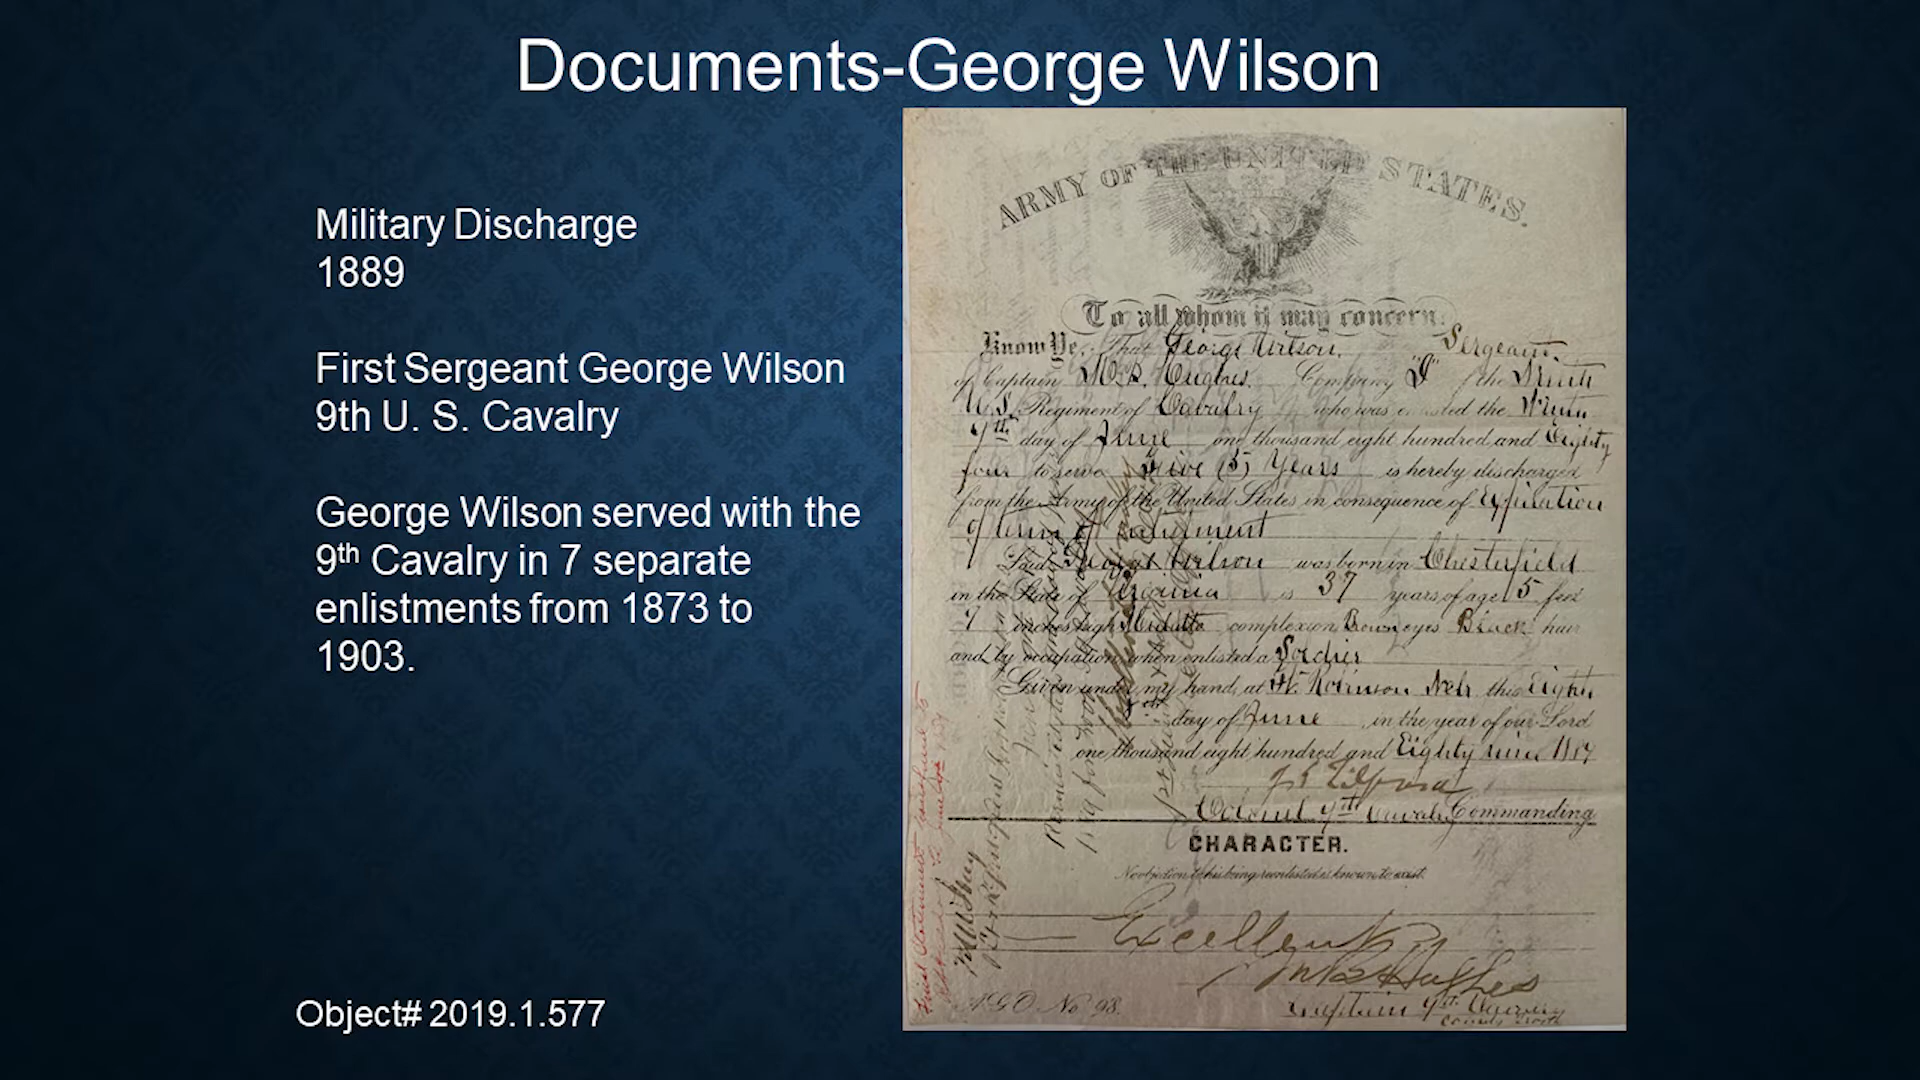 Documents-George Wilson
Military Discharge
1889
First Sergeant George Wilson
9th U. S. Cavalry
George Wilson served with the
9th Cavalry in 7 separate
enlistments from 1873 to
1903.
Object# 2019.1.577
ARMY OF THE UNITED STATES.
To all whom it may concern:
Know Ye, That George Wilson, Sergeant
of Captain M. B. Hughes, Company of the Ninth
U.S. Regiment of Cavalry who was enlisted the Ninth
9th day of June one thousand eight hundred and Eighty
four to serve Five (5) Years is hereby discharged
from the Army of the United States in consequence of Expiration
of term of
Said George Wilson was born in Chesterfield
in the State of Virginia is 37 years of age 5 feet
inches high Mulatto complexion Brown eyes Black hair
and by occupation when enlisted a Soldier
Given under my hand at Ft. Robinson Neb this Eighth
8th day of June in the year of our Lord
one thousand eight hundred and Eighty nine 1889
Colonel 9th Cavalry Commanding
CHARACTER.
No objection to his being reenlisted is known to exist.
Excellent
M B Hughes
Captain 9th Cavalry
A.G.O. No 98.